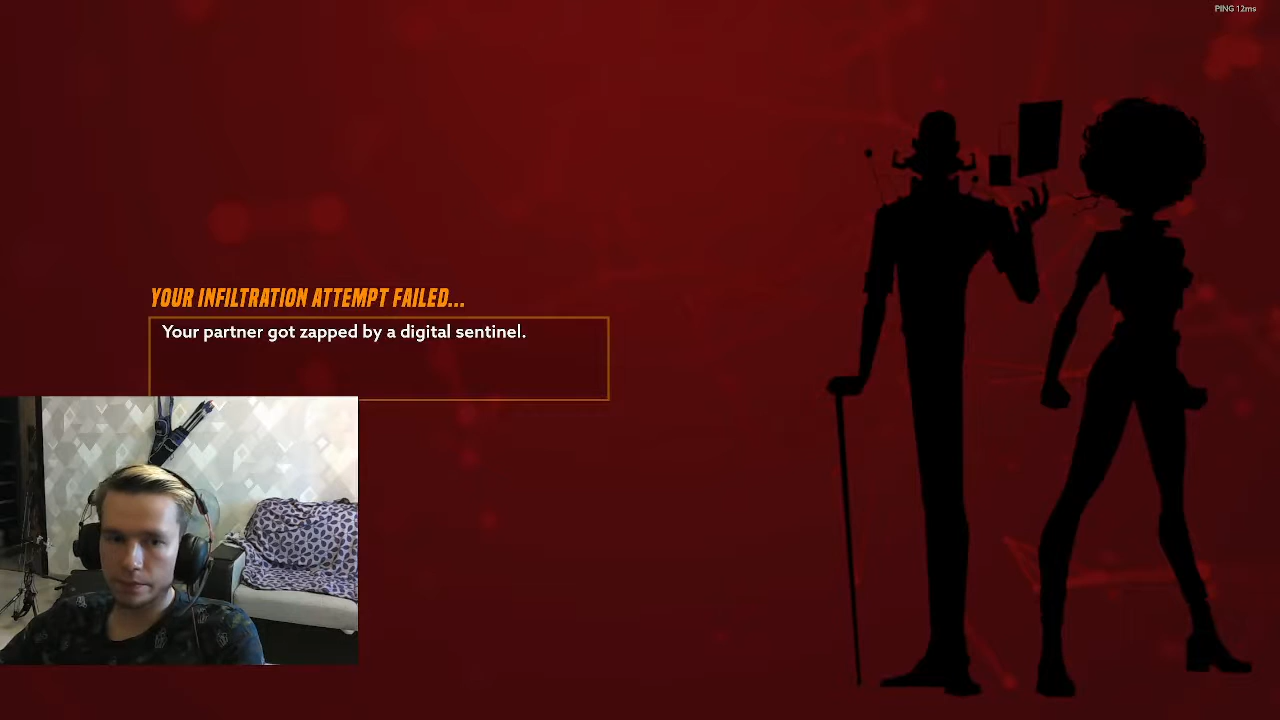 PING 12ms
YOUR INFILTRATION ATTEMPT FAILED...
Your partner got zapped by a digital sentinel.